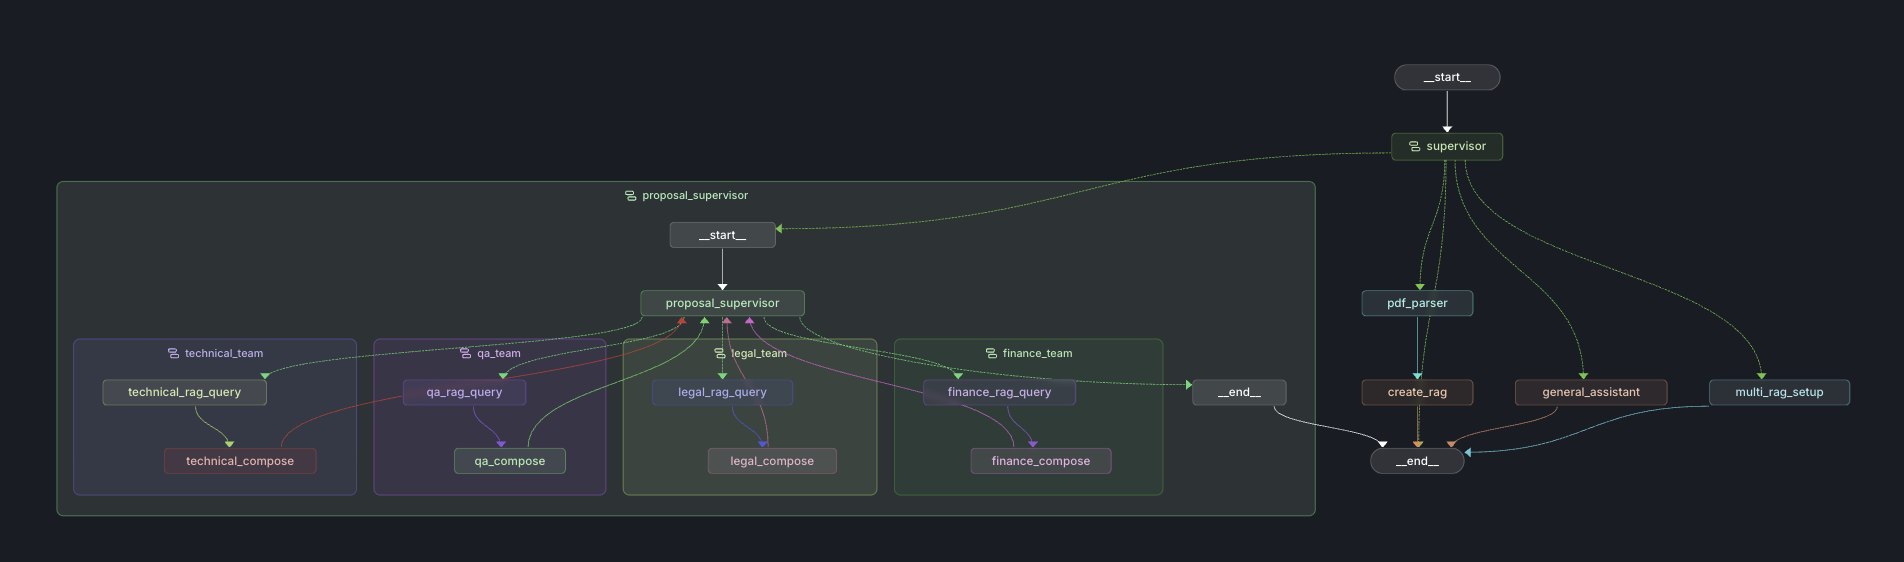 __start__
supervisor
proposal_supervisor
__start__
proposal_supervisor
pdf_parser
technical_team
qa_team
legal_team
finance_team
technical_rag_query
qa_rag_query
legal_rag_query
finance_rag_query
__end__
create_rag
general_assistant
multi_rag_setup
technical_compose
qa_compose
legal_compose
finance_compose
__end__